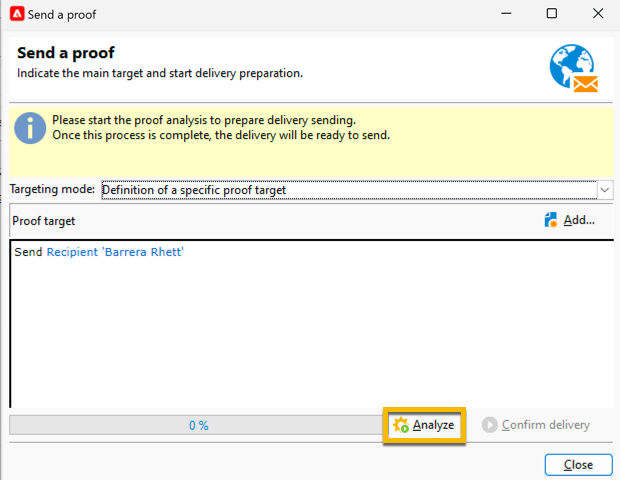 Send a proof
Send a proof
Indicate the main target and start delivery preparation.
Please start the proof analysis to prepare delivery sending.
Once this process is complete, the delivery will be ready to send.
Targeting mode: Definition of a specific proof target
Proof target Add...
Send Recipient 'Barrera Rhett'
0 % Analyze Confirm delivery
Close